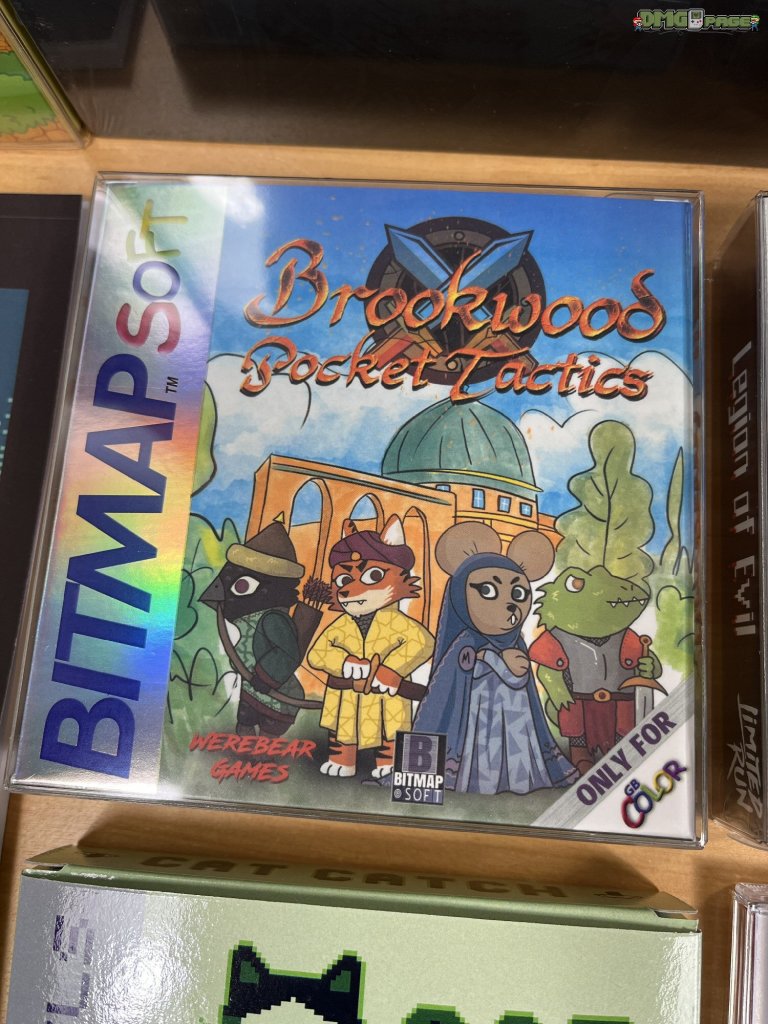 DMG PAGE
BITMAP SOFT™
Brookwood
Pocket Tactics
WEREBEAR
GAMES
M
B
BITMAP
SOFT
ONLY FOR
GB
COLOR
Legion of Evil
LIMITED
RUN
CAT CATCH